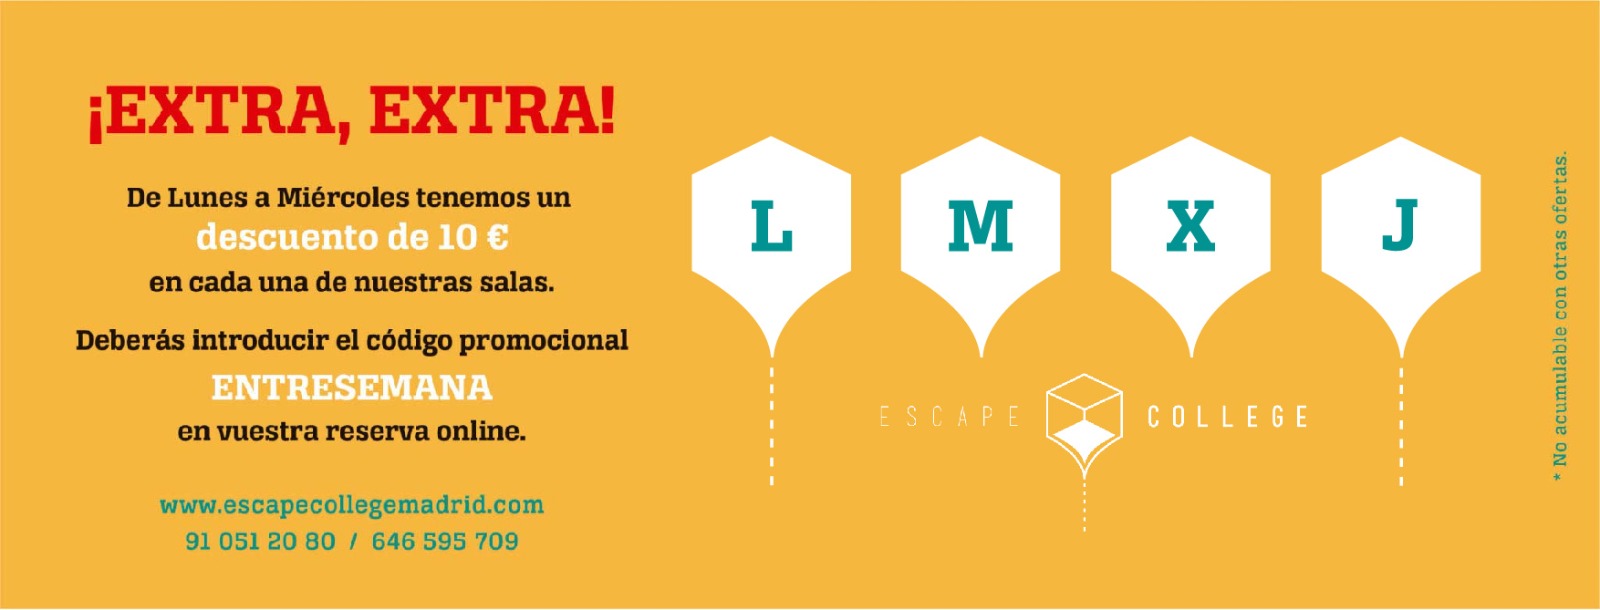 ¡EXTRA, EXTRA!
De Lunes a Miércoles tenemos un
descuento de 10 €
en cada una de nuestras salas.
Deberás introducir el código promocional
ENTRESEMANA
en vuestra reserva online.
www.escapecollegemadrid.com
91 051 20 80 / 646 595 709
L M X J
ESCAPE COLLEGE
* No acumulable con otras ofertas.